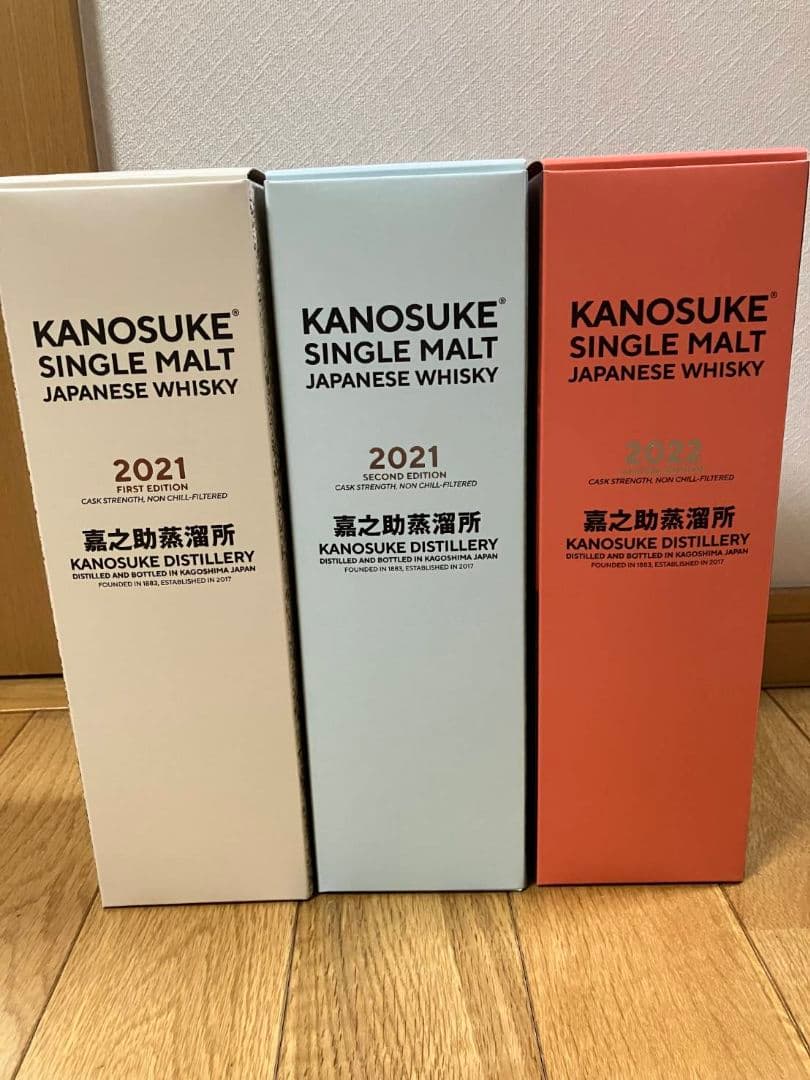 KANOSUKE®
SINGLE MALT
JAPANESE WHISKY
2021
FIRST EDITION
CASK STRENGTH, NON CHILL-FILTERED
嘉之助蒸溜所
KANOSUKE DISTILLERY
DISTILLED AND BOTTLED IN KAGOSHIMA JAPAN
FOUNDED IN 1883, ESTABLISHED IN 2017
KANOSUKE®
SINGLE MALT
JAPANESE WHISKY
2021
SECOND EDITION
CASK STRENGTH, NON CHILL-FILTERED
嘉之助蒸溜所
KANOSUKE DISTILLERY
DISTILLED AND BOTTLED IN KAGOSHIMA JAPAN
FOUNDED IN 1883, ESTABLISHED IN 2017
KANOSUKE®
SINGLE MALT
JAPANESE WHISKY
2022
CASK STRENGTH, NON CHILL-FILTERED
嘉之助蒸溜所
KANOSUKE DISTILLERY
DISTILLED AND BOTTLED IN KAGOSHIMA JAPAN
FOUNDED IN 1883, ESTABLISHED IN 2017